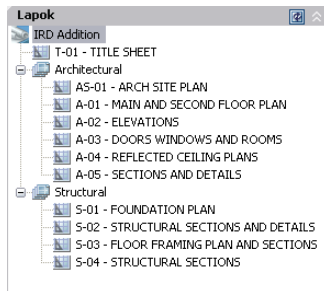 Lapok
IRD Addition
T-01 - TITLE SHEET
Architectural
AS-01 - ARCH SITE PLAN
A-01 - MAIN AND SECOND FLOOR PLAN
A-02 - ELEVATIONS
A-03 - DOORS WINDOWS AND ROOMS
A-04 - REFLECTED CEILING PLANS
A-05 - SECTIONS AND DETAILS
Structural
S-01 - FOUNDATION PLAN
S-02 - STRUCTURAL SECTIONS AND DETAILS
S-03 - FLOOR FRAMING PLAN AND SECTIONS
S-04 - STRUCTURAL SECTIONS